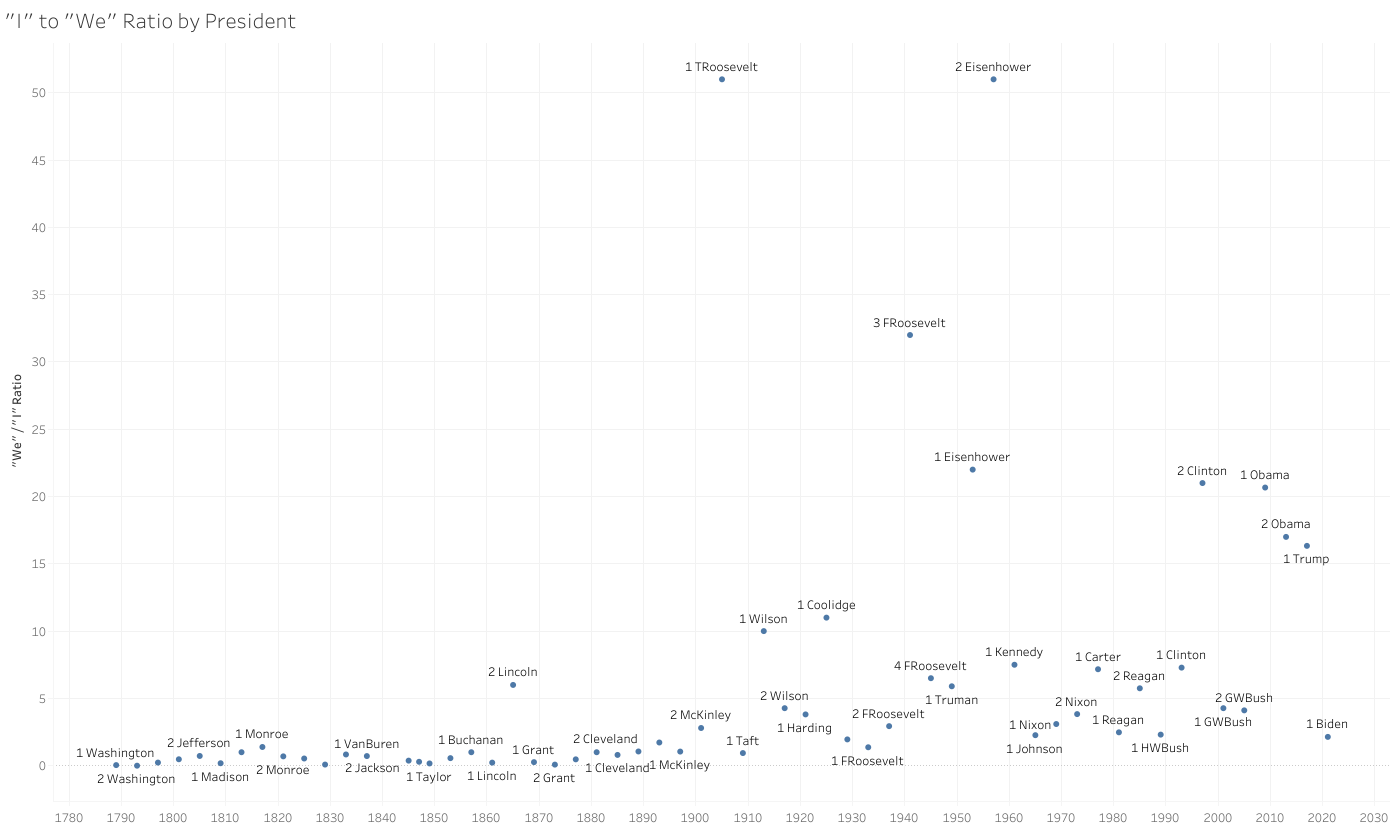 "I" to "We" Ratio by President
"We" / "I" Ratio
50
45
40
35
30
25
20
15
10
5
0
1 TRoosevelt
2 Eisenhower
3 FRoosevelt
1 Eisenhower
2 Clinton
1 Obama
2 Obama
1 Trump
1 Coolidge
1 Wilson
2 Lincoln
4 FRoosevelt
1 Kennedy
1 Carter
1 Clinton
2 Reagan
2 Wilson
1 Truman
2 Nixon
2 GWBush
2 McKinley
1 Harding
2 FRoosevelt
1 Nixon
1 Reagan
1 GWBush
1 Biden
1 Monroe
2 Jefferson
1 VanBuren
1 Buchanan
2 Cleveland
1 Taft
1 Johnson
1 HWBush
1 Washington
1 Grant
1 FRoosevelt
2 Washington
1 Madison
2 Monroe
2 Jackson
1 Taylor
1 Lincoln
2 Grant
1 Cleveland
1 McKinley
1780 1790 1800 1810 1820 1830 1840 1850 1860 1870 1880 1890 1900 1910 1920 1930 1940 1950 1960 1970 1980 1990 2000 2010 2020 2030